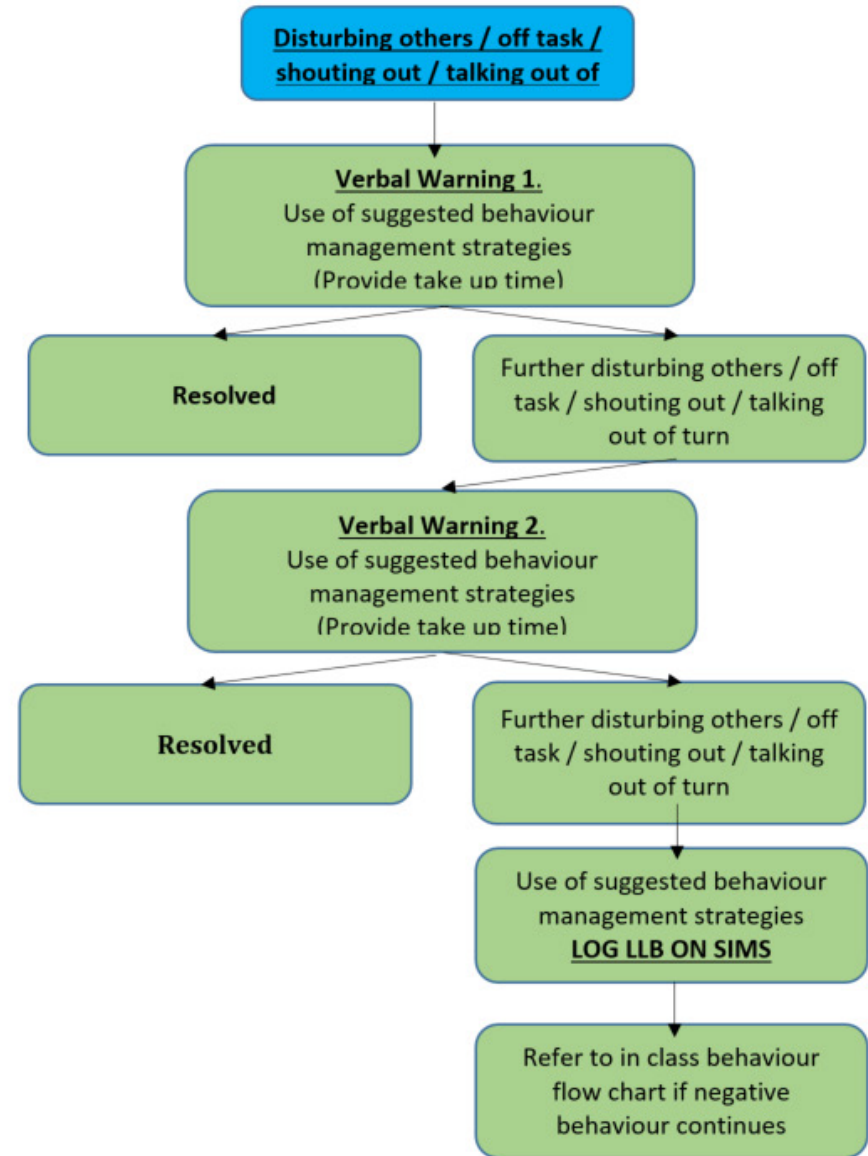 Disturbing others / off task /
shouting out / talking out of
Verbal Warning 1.
Use of suggested behaviour
management strategies
(Provide take up time)
Resolved
Further disturbing others / off
task / shouting out / talking
out of turn
Verbal Warning 2.
Use of suggested behaviour
management strategies
(Provide take up time)
Resolved
Further disturbing others / off
task / shouting out / talking
out of turn
Use of suggested behaviour
management strategies
LOG LLB ON SIMS
Refer to in class behaviour
flow chart if negative
behaviour continues